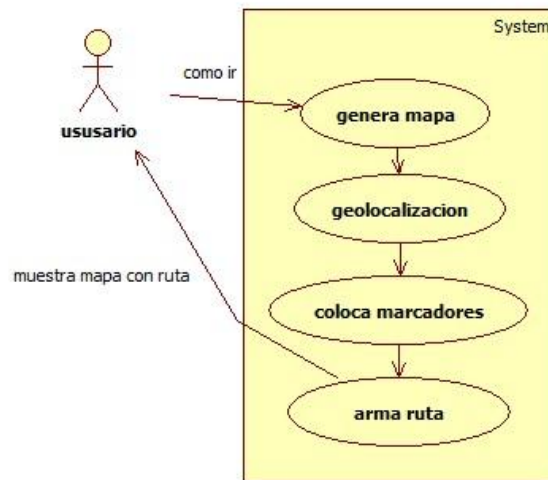 System
como ir
genera mapa
ususario
geolocalizacion
muestra mapa con ruta
coloca marcadores
arma ruta